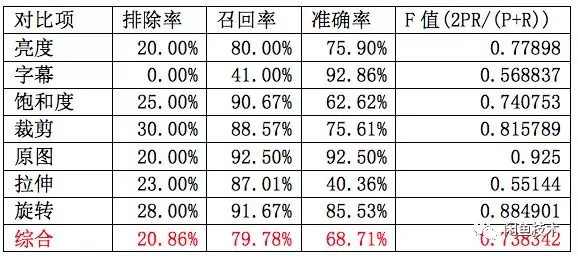 对比项 排除率 召回率 准确率 F 值(2PR/(P+R))
亮度 20.00% 80.00% 75.90% 0.77898
字幕 0.00% 41.00% 92.86% 0.568837
饱和度 25.00% 90.67% 62.62% 0.740753
裁剪 30.00% 88.57% 75.61% 0.815789
原图 20.00% 92.50% 92.50% 0.925
拉伸 23.00% 87.01% 40.36% 0.55144
旋转 28.00% 91.67% 85.53% 0.884901
综合 20.86% 79.78% 68.71% 0.738342
闲鱼技术